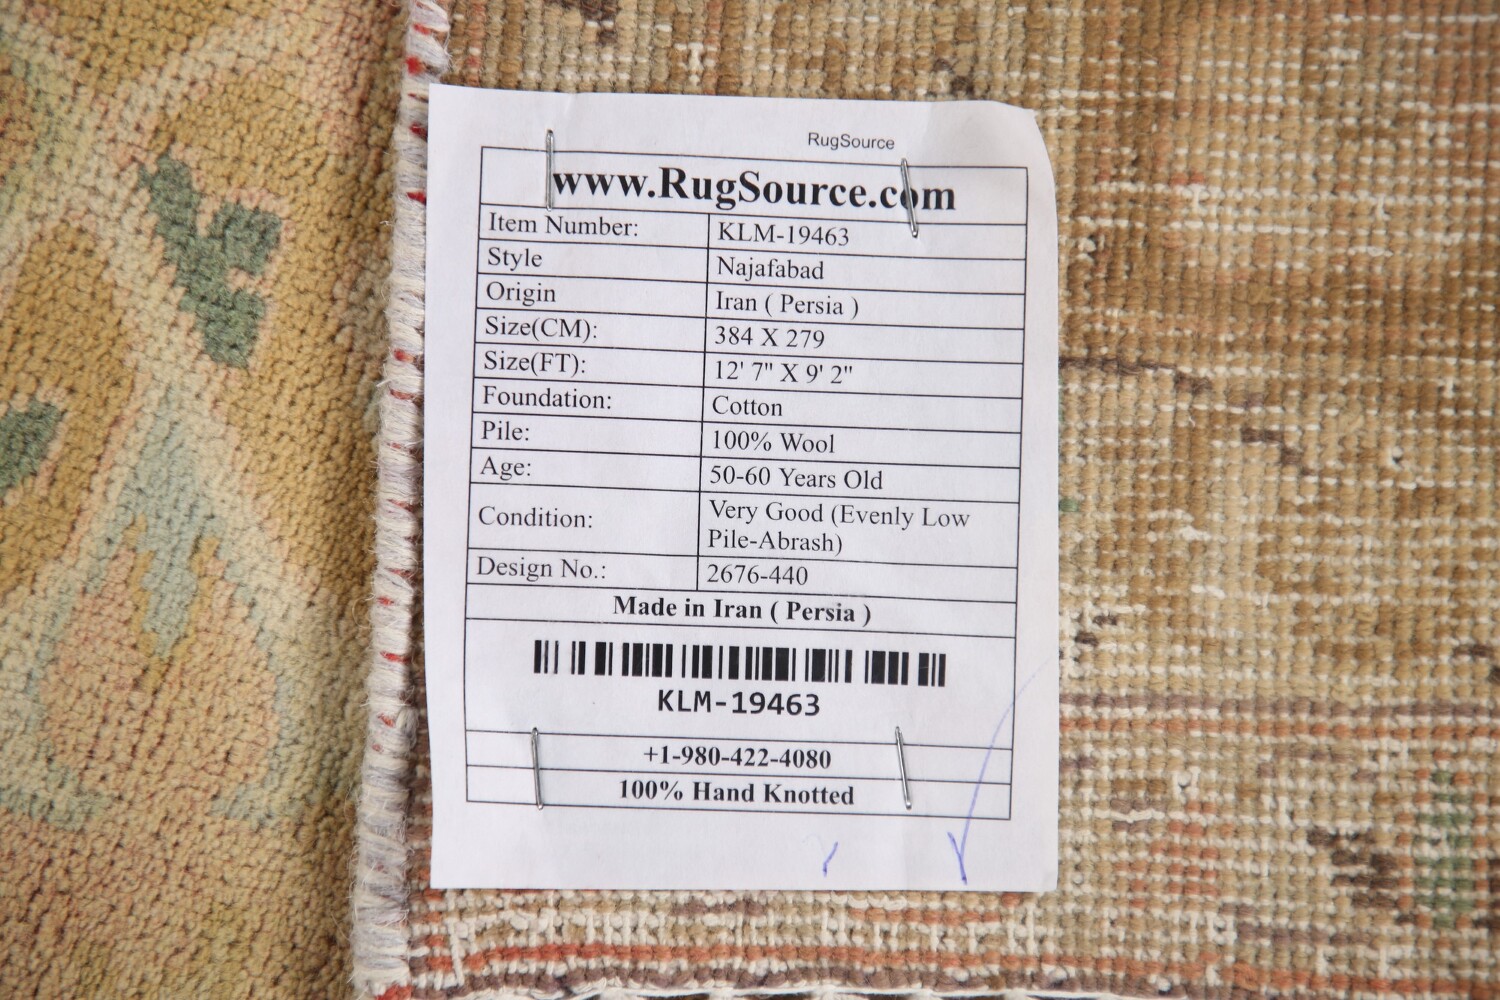 RugSource
www.RugSource.com
Item Number: KLM-19463
Style Najafabad
Origin Iran ( Persia )
Size(CM): 384 X 279
Size(FT): 12' 7" X 9' 2"
Foundation: Cotton
Pile: 100% Wool
Age: 50-60 Years Old
Condition: Very Good (Evenly Low
Pile-Abrash)
Design No.: 2676-440
Made in Iran ( Persia )
KLM-19463
+1-980-422-4080
100% Hand Knotted